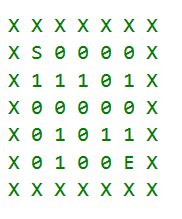 X X X X X X X
X S 0 0 0 0 X
X 1 1 1 0 1 X
X 0 0 0 0 0 X
X 0 1 0 1 1 X
X 0 1 0 0 E X
X X X X X X X